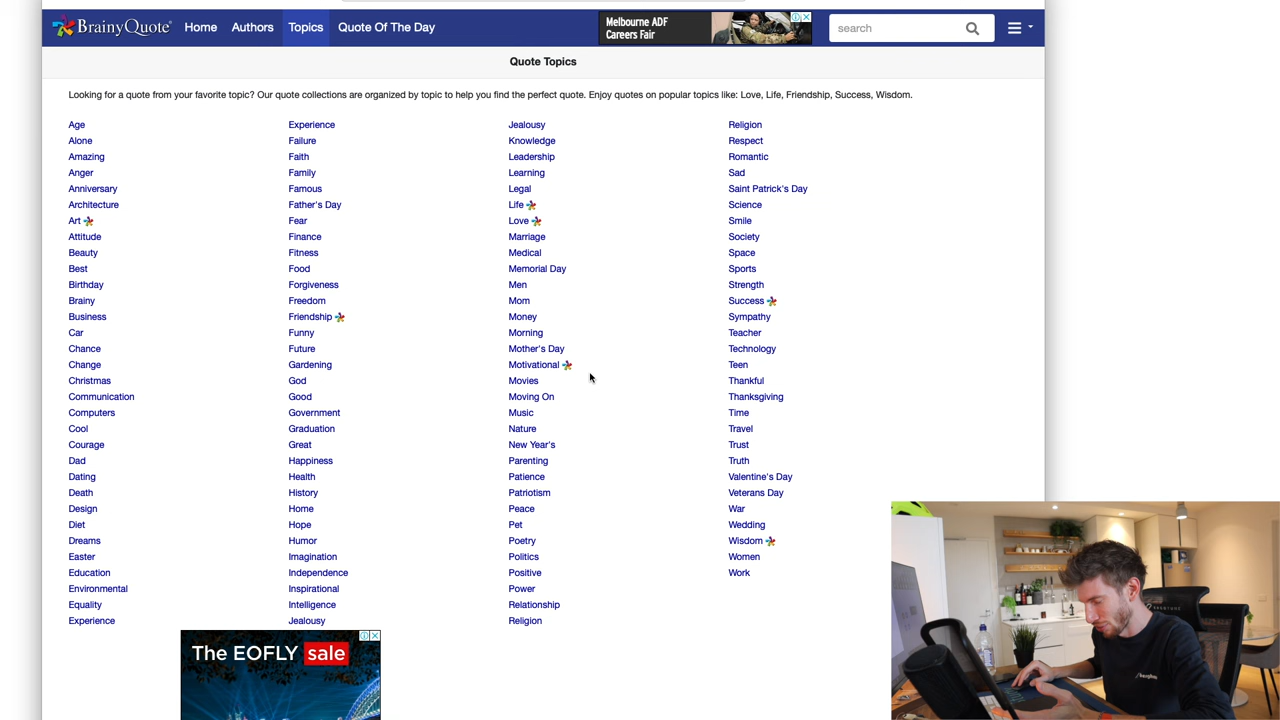 BrainyQuote
Home
Authors
Topics
Quote Of The Day
Melbourne ADF
Careers Fair
search
Quote Topics
Looking for a quote from your favorite topic? Our quote collections are organized by topic to help you find the perfect quote. Enjoy quotes on popular topics like: Love, Life, Friendship, Success, Wisdom.
Age
Alone
Amazing
Anger
Anniversary
Architecture
Art
Attitude
Beauty
Best
Birthday
Brainy
Business
Car
Chance
Change
Christmas
Communication
Computers
Cool
Courage
Dad
Dating
Death
Design
Diet
Dreams
Easter
Education
Environmental
Equality
Experience
Experience
Failure
Faith
Family
Famous
Father's Day
Fear
Finance
Fitness
Food
Forgiveness
Freedom
Friendship
Funny
Future
Gardening
God
Good
Government
Graduation
Great
Happiness
Health
History
Home
Hope
Humor
Imagination
Independence
Inspirational
Intelligence
Jealousy
Jealousy
Knowledge
Leadership
Learning
Legal
Life
Love
Marriage
Medical
Memorial Day
Men
Mom
Money
Morning
Mother's Day
Motivational
Movies
Moving On
Music
Nature
New Year's
Parenting
Patience
Patriotism
Peace
Pet
Poetry
Politics
Positive
Power
Relationship
Religion
Religion
Respect
Romantic
Sad
Saint Patrick's Day
Science
Smile
Society
Space
Sports
Strength
Success
Sympathy
Teacher
Technology
Teen
Thankful
Thanksgiving
Time
Travel
Trust
Truth
Valentine's Day
Veterans Day
War
Wedding
Wisdom
Women
Work
The EOFLY sale